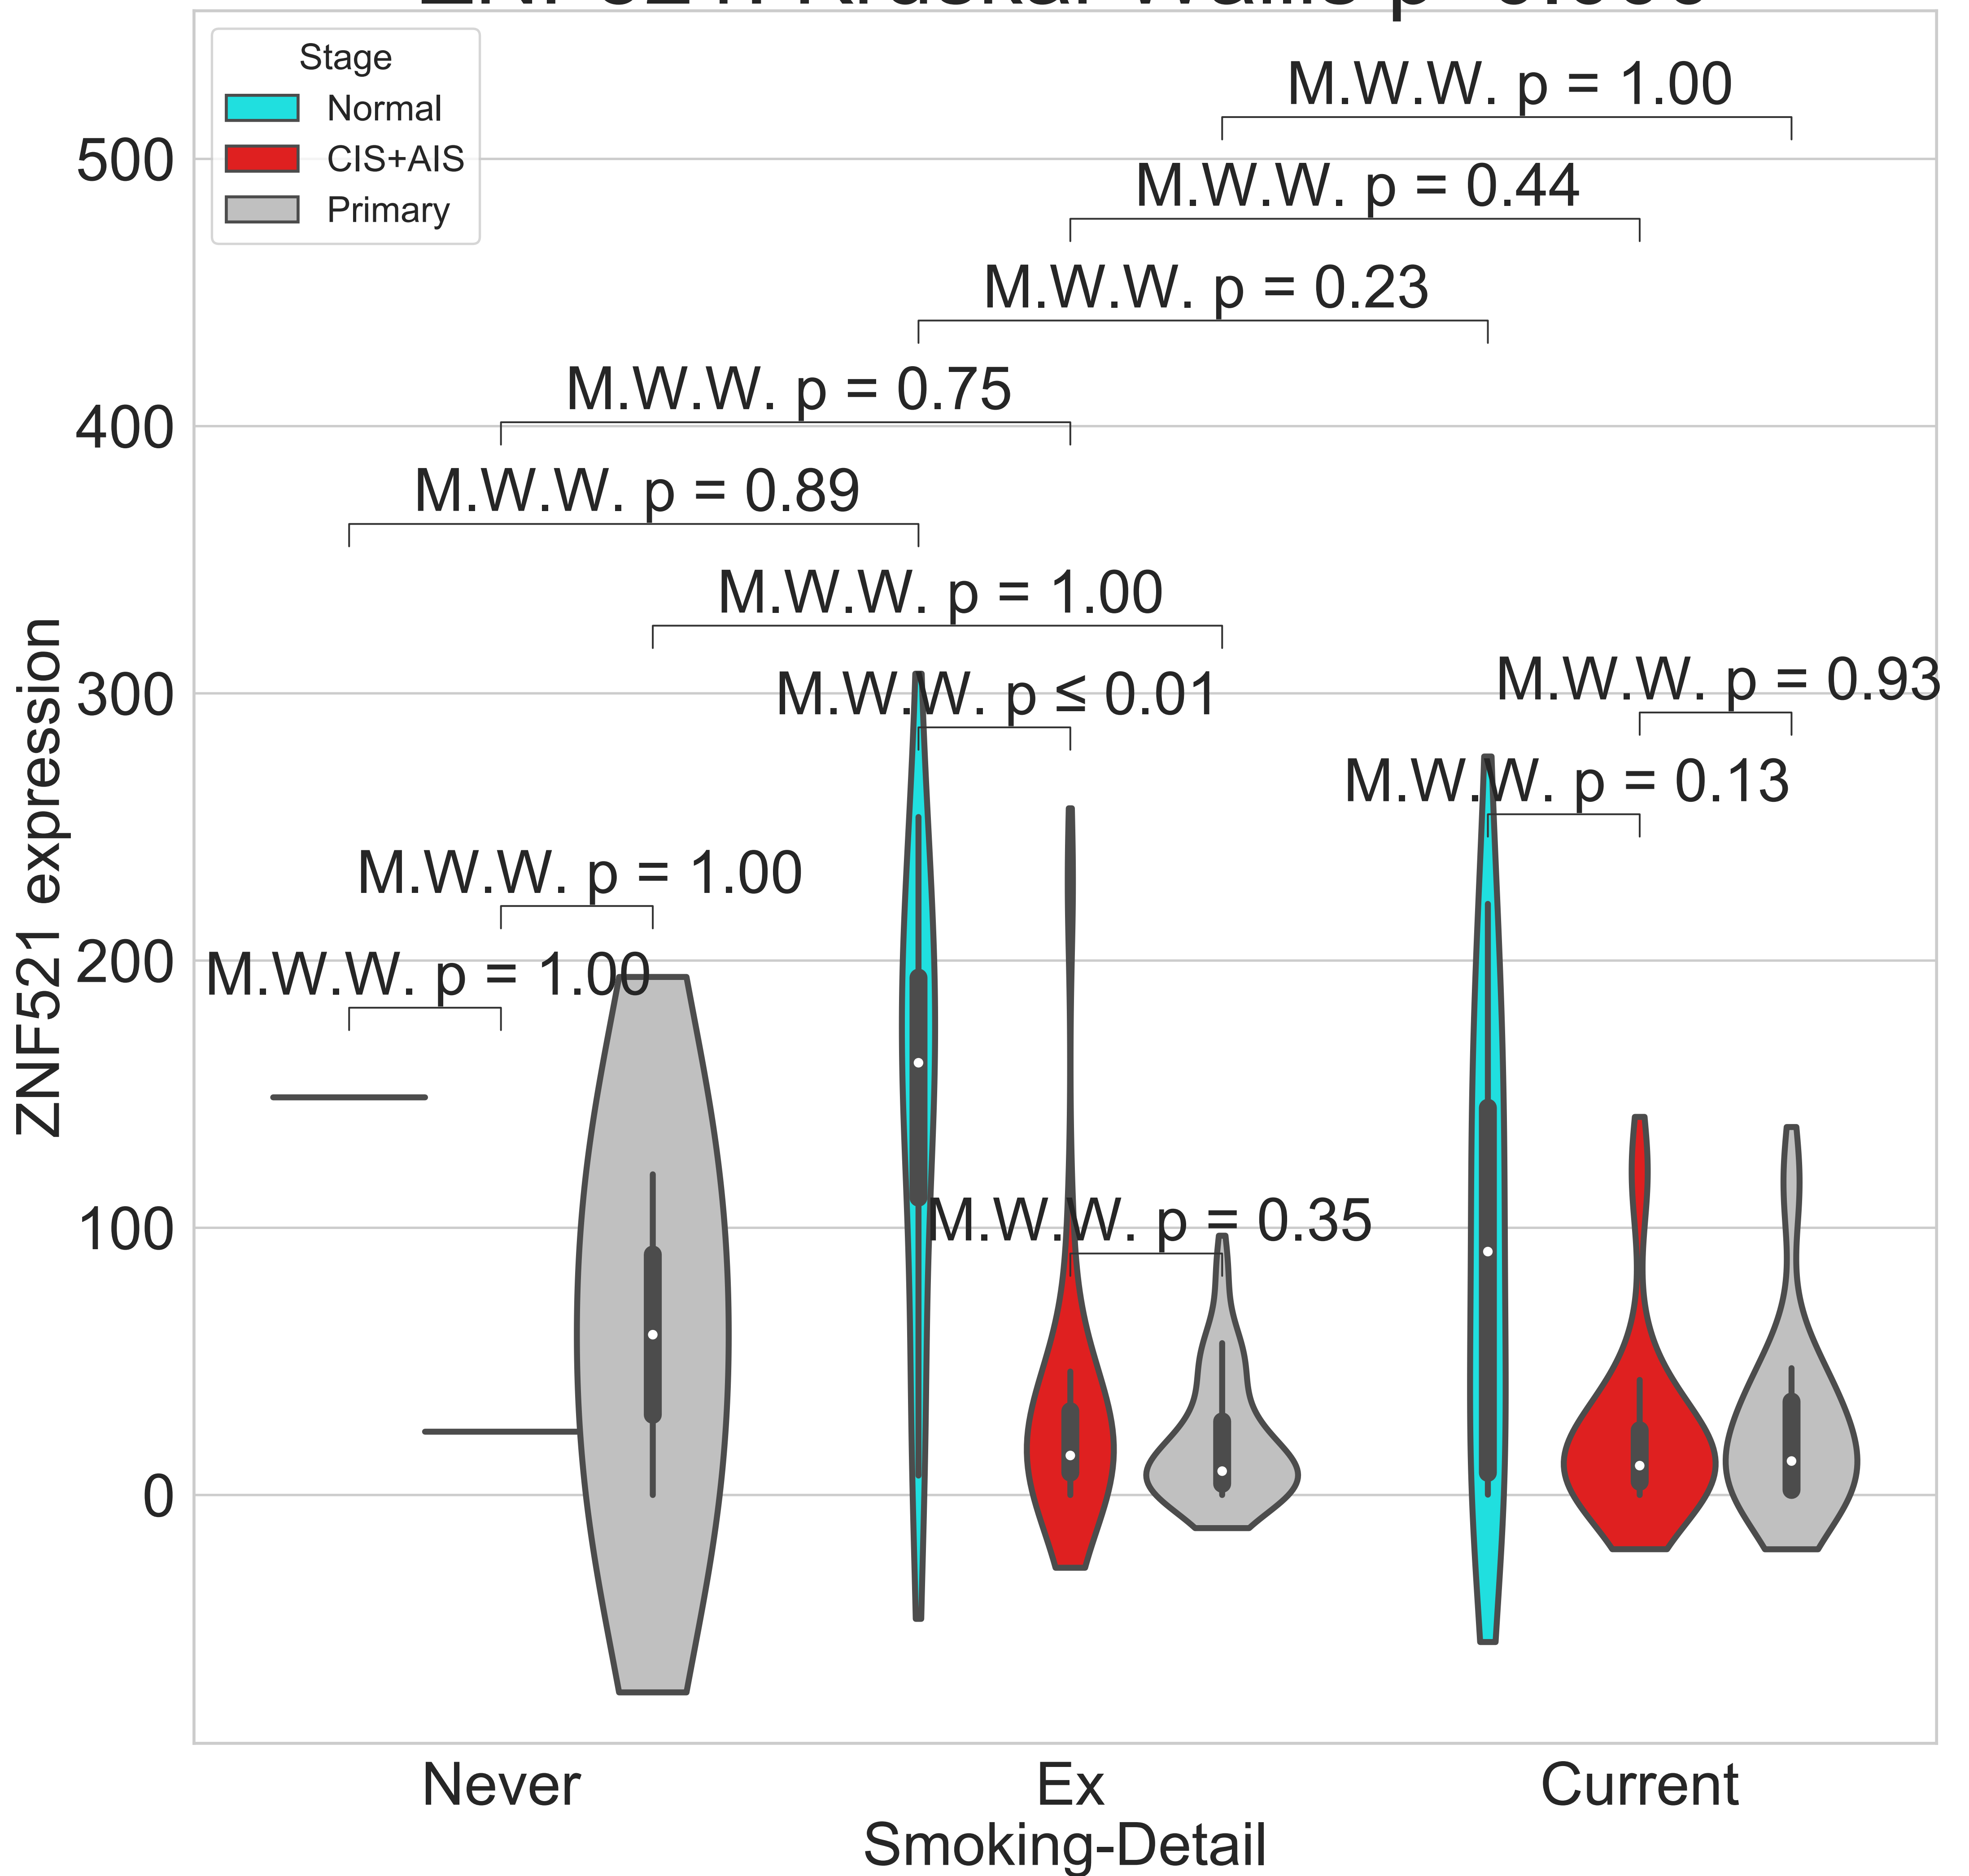 Stage
Normal
CIS+AIS
Primary
M.W.W. p = 1.00
M.W.W. p = 0.44
M.W.W. p = 0.23
M.W.W. p = 0.75
M.W.W. p = 0.89
M.W.W. p = 1.00
M.W.W. p ≤ 0.01
M.W.W. p = 0.93
M.W.W. p = 0.13
M.W.W. p = 1.00
M.W.W. p = 1.00
M.W.W. p = 0.35
500
400
300
200
100
0
ZNF521 expression
Never
Ex
Current
Smoking-Detail